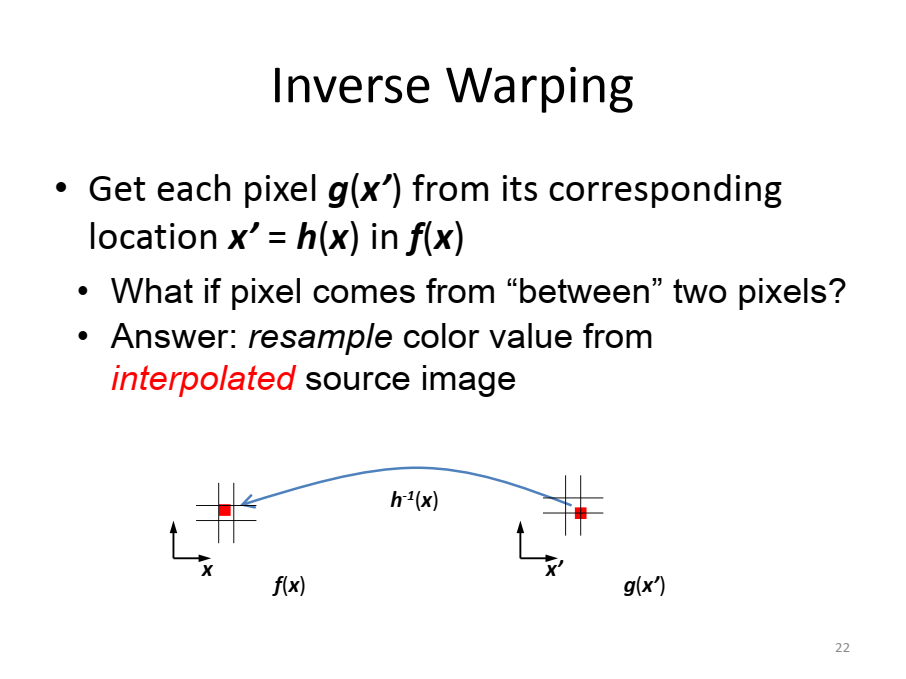 Inverse Warping
• Get each pixel g(x’) from its corresponding
location x’ = h(x) in f(x)
• What if pixel comes from “between” two pixels?
• Answer: resample color value from
interpolated source image
h-1(x)
x
x’
f(x)
g(x’)
22